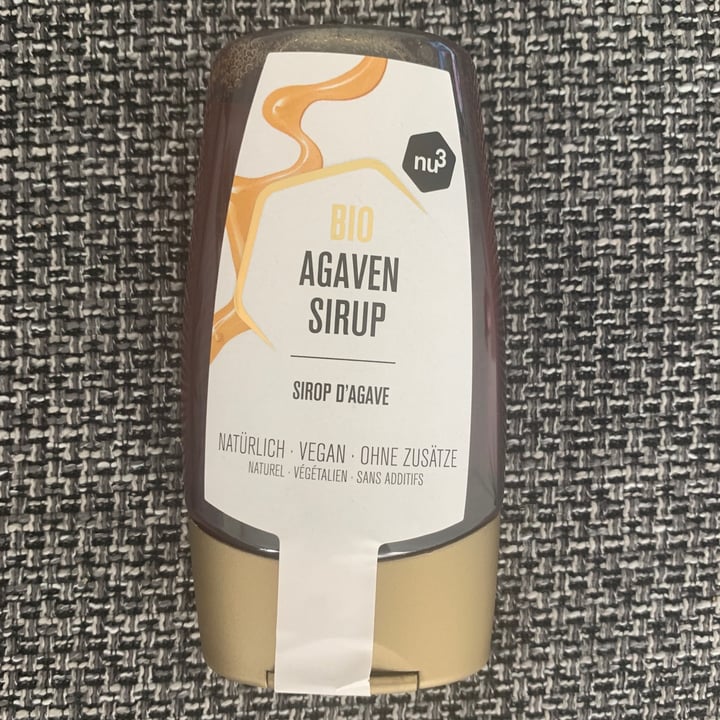 nu³
BIO
AGAVEN
SIRUP
SIROP D'AGAVE
NATÜRLICH · VEGAN · OHNE ZUSÄTZE
NATUREL · VÉGÉTALIEN · SANS ADDITIFS